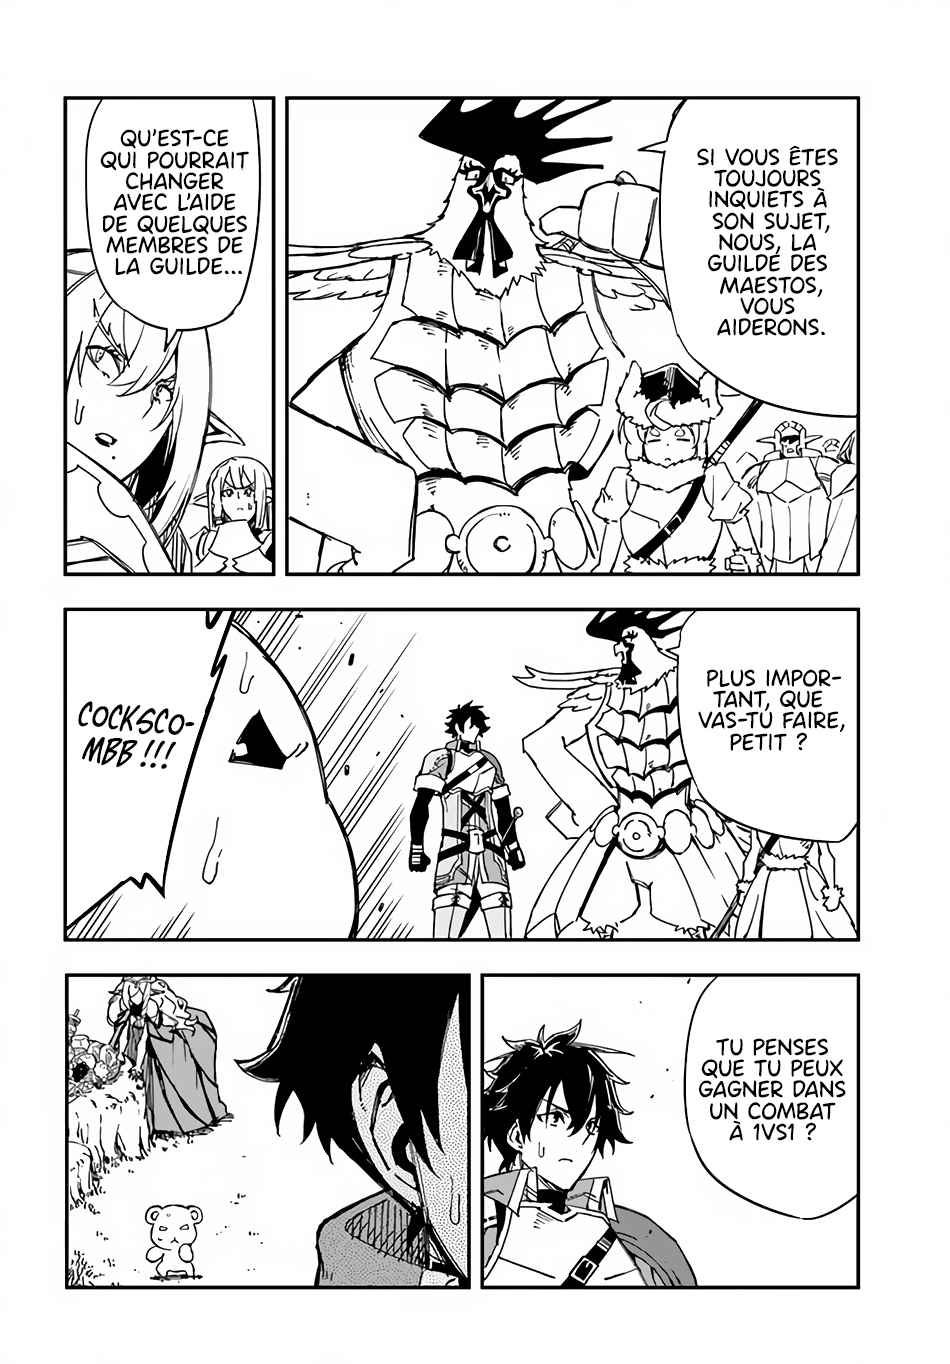 SI VOUS ÊTES
TOUJOURS
INQUIETS À
SON SUJET,
NOUS, LA
GUILDE DES
MAESTOS,
VOUS
AIDERONS.
QU'EST-CE
QUI POURRAIT
CHANGER
AVEC L'AIDE
DE QUELQUES
MEMBRES DE
LA GUILDE...
PLUS IMPOR-
TANT, QUE
VAS-TU FAIRE,
PETIT ?
COCKSCO-
MBB !!!
TU PENSES
QUE TU PEUX
GAGNER DANS
UN COMBAT
À 1VS1 ?